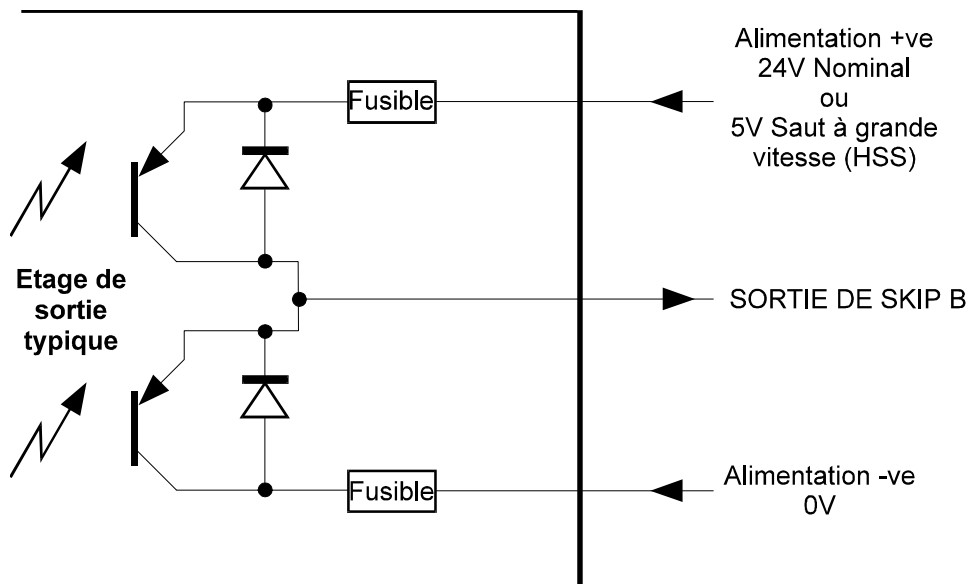 Alimentation +ve
24V Nominal
ou
5V Saut à grande
vitesse (HSS)
Fusible
Etage de
sortie
typique
SORTIE DE SKIP B
Fusible
Alimentation -ve
0V